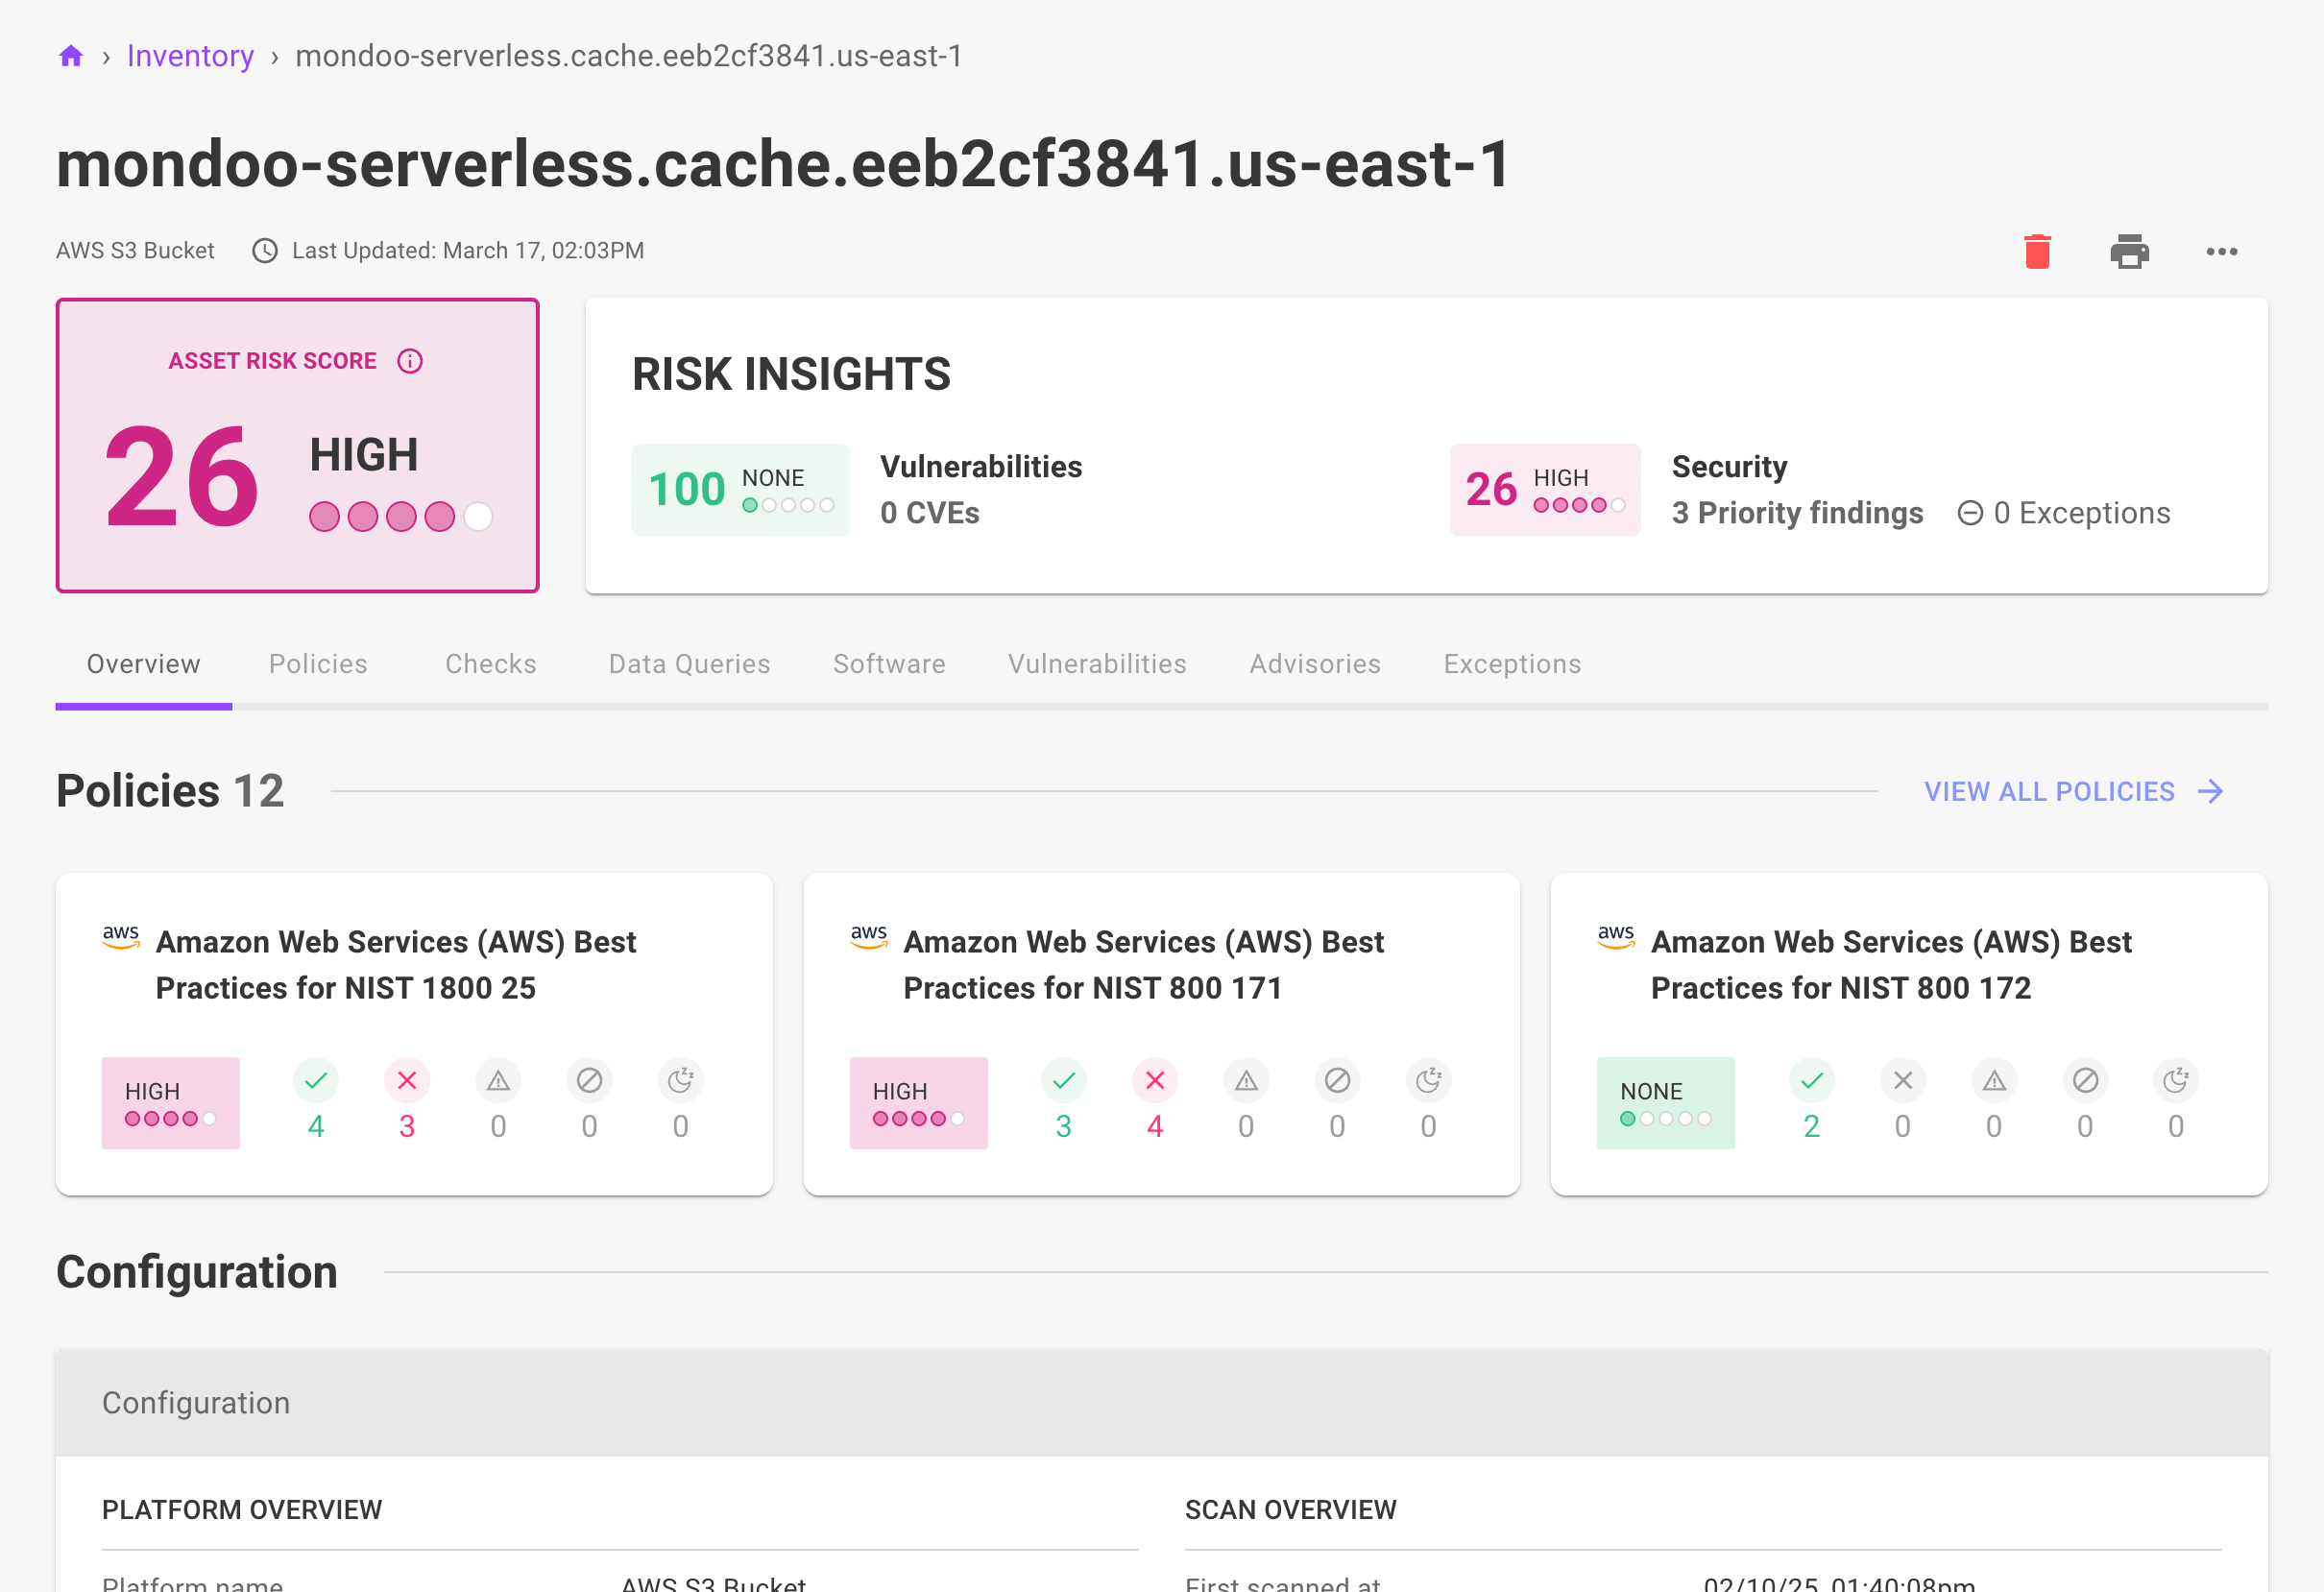 › Inventory › mondoo-serverless.cache.eeb2cf3841.us-east-1
mondoo-serverless.cache.eeb2cf3841.us-east-1
AWS S3 Bucket Last Updated: March 17, 02:03PM
ASSET RISK SCORE
26 HIGH
RISK INSIGHTS
100 NONE
Vulnerabilities
0 CVEs
26 HIGH
Security
3 Priority findings 0 Exceptions
Overview Policies Checks Data Queries Software Vulnerabilities Advisories Exceptions
Policies 12
VIEW ALL POLICIES
aws Amazon Web Services (AWS) Best
Practices for NIST 1800 25
HIGH
4 3 0 0 0
aws Amazon Web Services (AWS) Best
Practices for NIST 800 171
HIGH
3 4 0 0 0
aws Amazon Web Services (AWS) Best
Practices for NIST 800 172
NONE
2 0 0 0 0
Configuration
Configuration
PLATFORM OVERVIEW
Platform name AWS S3 Bucket
SCAN OVERVIEW
First scanned at 02/10/25, 01:40:08pm